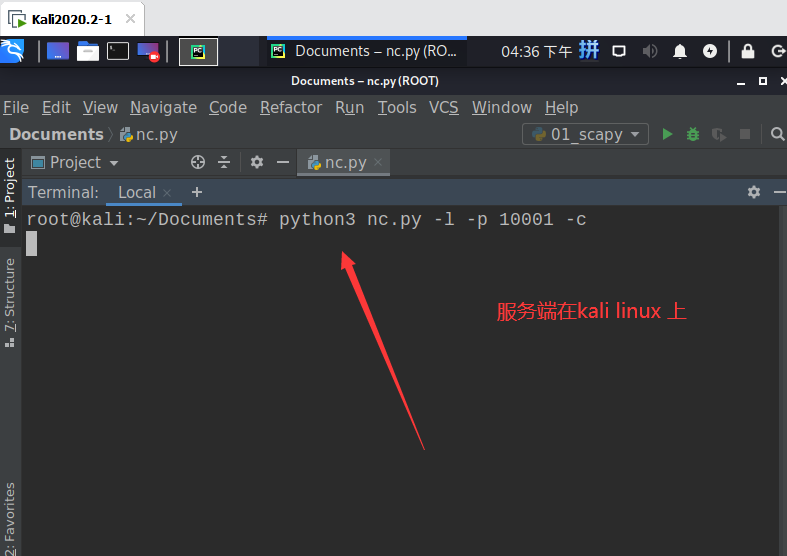 Kali2020.2-1
Documents – nc.py (RO... 04:36 下午 拼
Documents – nc.py (ROOT)
File Edit View Navigate Code Refactor Run Tools VCS Window Help
Documents nc.py 01_scapy
Project nc.py
Terminal: Local +
root@kali:~/Documents# python3 nc.py -l -p 10001 -c
服务端在kali linux 上
1: Project
7: Structure
2: Favorites